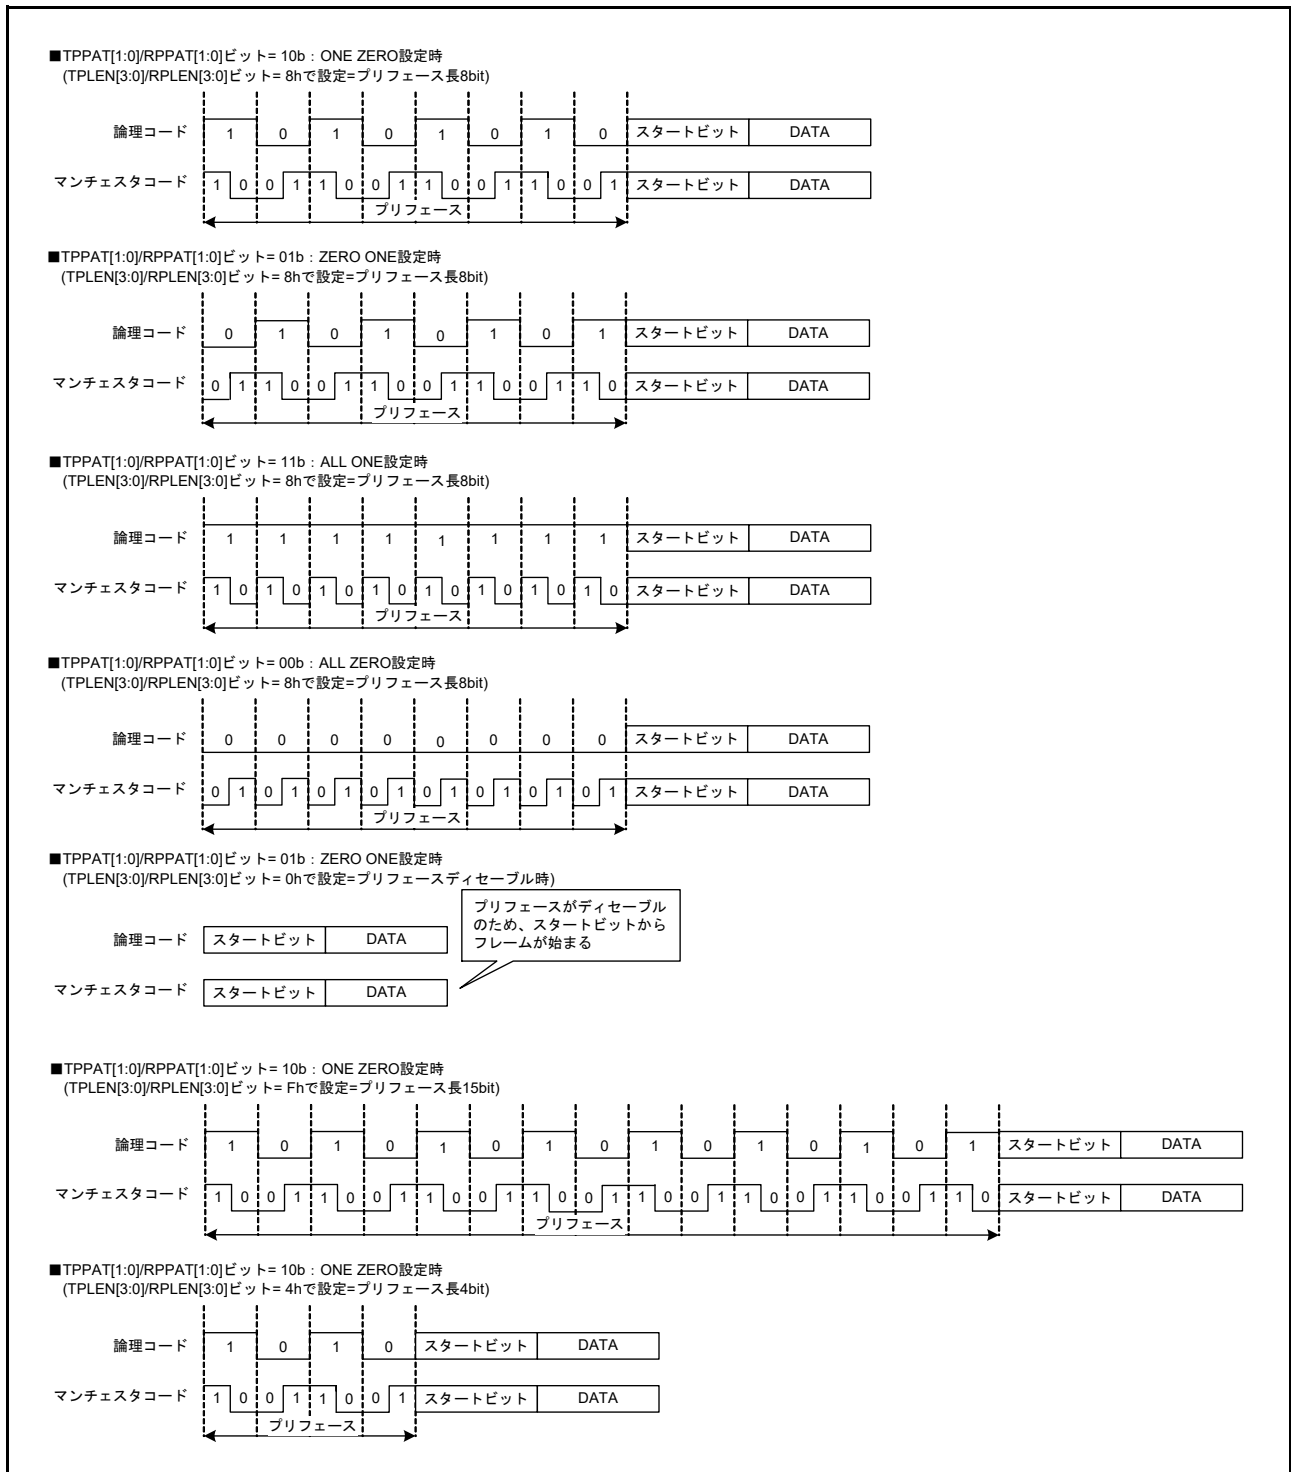 ■TPPAT[1:0]/RPPAT[1:0]ビット= 10b：ONE ZERO設定時
(TPLEN[3:0]/RPLEN[3:0]ビット= 8hで設定=プリフェース長8bit)
論理コード 1 0 1 0 1 0 1 0 スタートビット DATA
マンチェスタコード 1 0 0 1 1 0 0 1 1 0 0 1 1 0 0 1 スタートビット DATA
プリフェース
■TPPAT[1:0]/RPPAT[1:0]ビット= 01b：ZERO ONE設定時
(TPLEN[3:0]/RPLEN[3:0]ビット= 8hで設定=プリフェース長8bit)
論理コード 0 1 0 1 0 1 0 1 スタートビット DATA
マンチェスタコード 0 1 1 0 0 1 1 0 0 1 1 0 0 1 1 0 スタートビット DATA
プリフェース
■TPPAT[1:0]/RPPAT[1:0]ビット= 11b：ALL ONE設定時
(TPLEN[3:0]/RPLEN[3:0]ビット= 8hで設定=プリフェース長8bit)
論理コード 1 1 1 1 1 1 1 1 スタートビット DATA
マンチェスタコード 1 0 1 0 1 0 1 0 1 0 1 0 1 0 1 0 スタートビット DATA
プリフェース
■TPPAT[1:0]/RPPAT[1:0]ビット= 00b：ALL ZERO設定時
(TPLEN[3:0]/RPLEN[3:0]ビット= 8hで設定=プリフェース長8bit)
論理コード 0 0 0 0 0 0 0 0 スタートビット DATA
マンチェスタコード 0 1 0 1 0 1 0 1 0 1 0 1 0 1 0 1 スタートビット DATA
プリフェース
■TPPAT[1:0]/RPPAT[1:0]ビット= 01b：ZERO ONE設定時
(TPLEN[3:0]/RPLEN[3:0]ビット= 0hで設定=プリフェースディセーブル時)
プリフェースがディセーブル
のため、スタートビットから
フレームが始まる
論理コード スタートビット DATA
マンチェスタコード スタートビット DATA
■TPPAT[1:0]/RPPAT[1:0]ビット= 10b：ONE ZERO設定時
(TPLEN[3:0]/RPLEN[3:0]ビット= Fhで設定=プリフェース長15bit)
論理コード 1 0 1 0 1 0 1 0 1 0 1 0 1 0 1 スタートビット DATA
マンチェスタコード 1 0 0 1 1 0 0 1 1 0 0 1 1 0 0 1 1 0 0 1 1 0 0 1 1 0 0 1 1 0 スタートビット DATA
プリフェース
■TPPAT[1:0]/RPPAT[1:0]ビット= 10b：ONE ZERO設定時
(TPLEN[3:0]/RPLEN[3:0]ビット= 4hで設定=プリフェース長4bit)
論理コード 1 0 1 0 スタートビット DATA
マンチェスタコード 1 0 0 1 1 0 0 1 スタートビット DATA
プリフェース